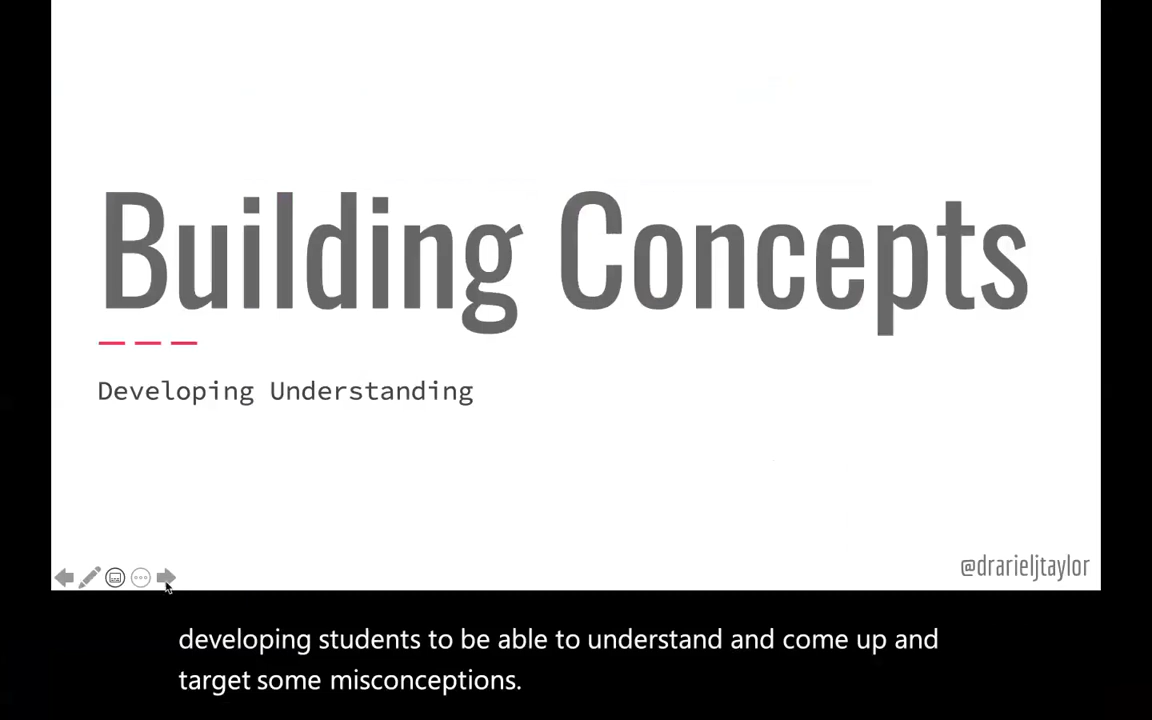 Building Concepts
Developing Understanding
@drarieljtaylor
developing students to be able to understand and come up and
target some misconceptions.